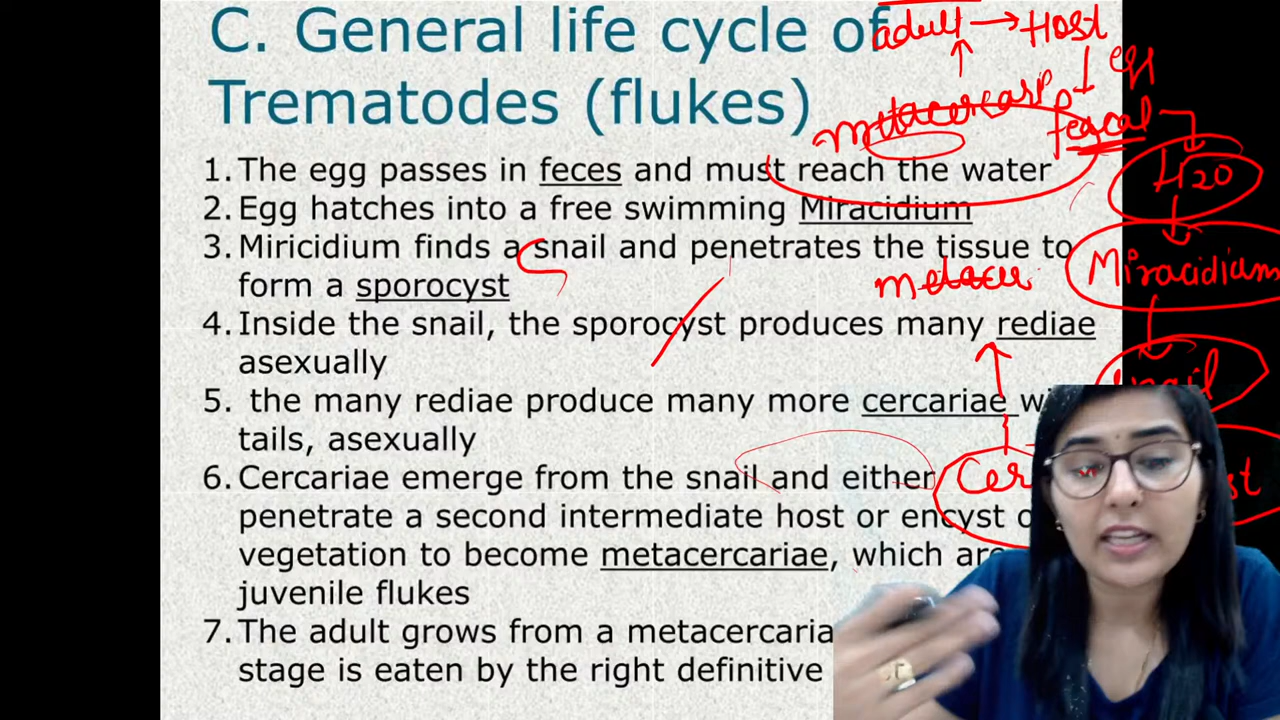 C. General life cycle of
Trematodes (flukes)
1. The egg passes in feces and must reach the water
2. Egg hatches into a free swimming Miracidium
3. Miricidium finds a snail and penetrates the tissue to
form a sporocyst
4. Inside the snail, the sporocyst produces many rediae
asexually
5. the many rediae produce many more cercariae
tails, asexually
6. Cercariae emerge from the snail and either
penetrate a second intermediate host or encyst
vegetation to become metacercariae, which are
juvenile flukes
7. The adult grows from a metacercaria
stage is eaten by the right definitive
adult → Host
egg
feacal
H20
Miracidium
snail
st
Cer
metacer